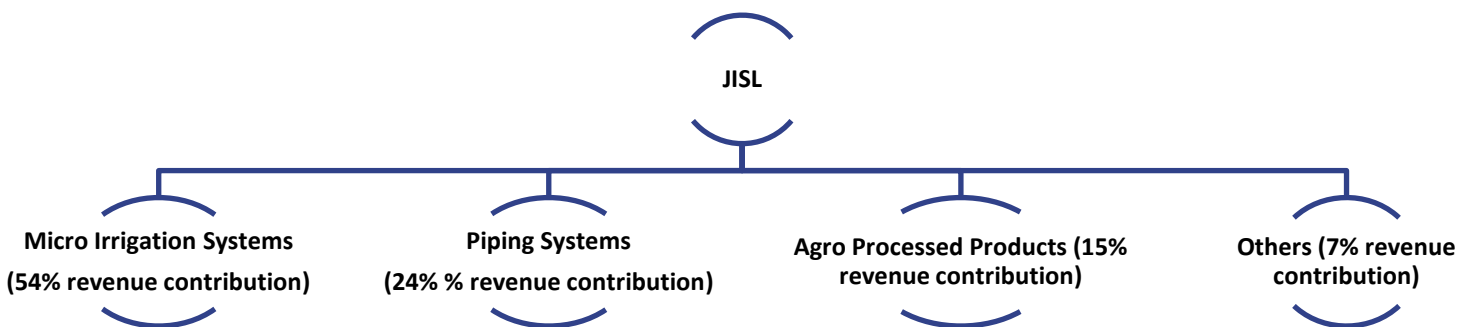 JISL
Micro Irrigation Systems
(54% revenue contribution)
Piping Systems
(24% % revenue contribution)
Agro Processed Products (15%
revenue contribution)
Others (7% revenue
contribution)